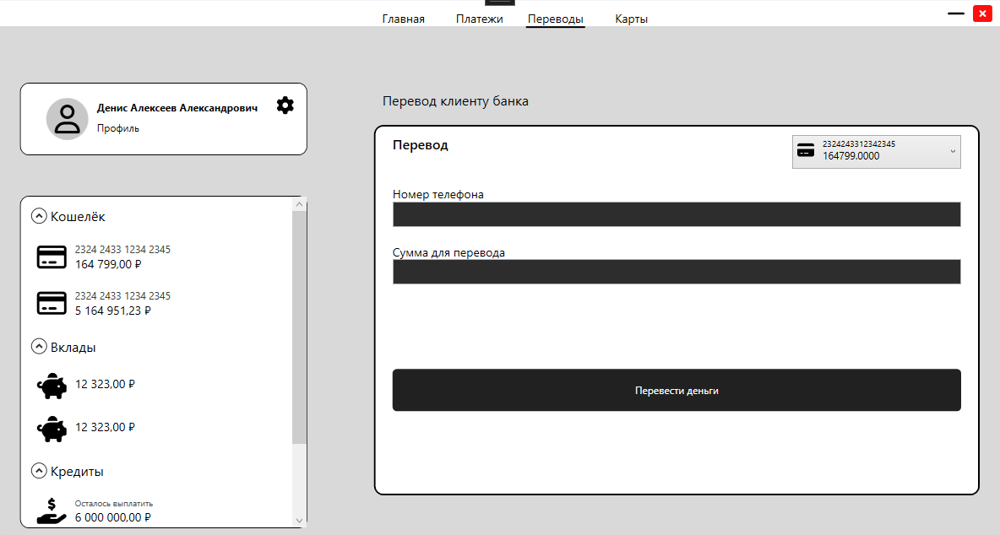 Главная Платежи Переводы Карты
Денис Алексеев Александрович
Профиль
Кошелёк
2324 2433 1234 2345
164 799,00 ₽
2324 2433 1234 2345
5 164 951,23 ₽
Вклады
12 323,00 ₽
12 323,00 ₽
Кредиты
Осталось выплатить
6 000 000,00 ₽
Перевод клиенту банка
Перевод
2324243312342345
164799.0000
Номер телефона
Сумма для перевода
Перевести деньги